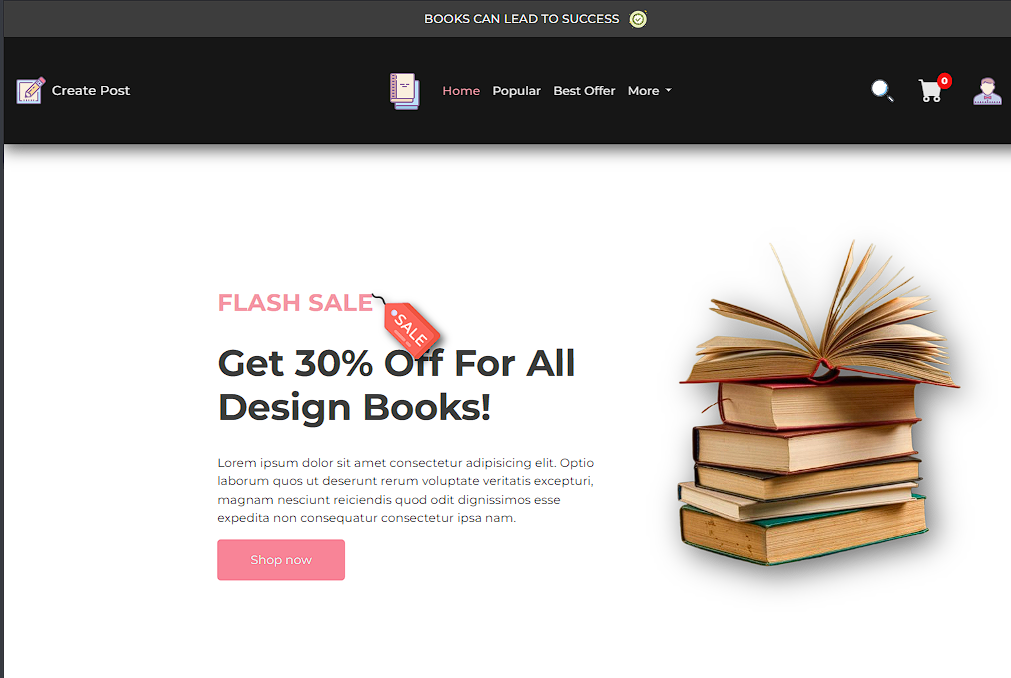 BOOKS CAN LEAD TO SUCCESS
Create Post
Home Popular Best Offer More
0
FLASH SALE
SALE
Get 30% Off For All
Design Books!
Lorem ipsum dolor sit amet consectetur adipisicing elit. Optio
laborum quos ut deserunt rerum voluptate veritatis excepturi,
magnam nesciunt reiciendis quod odit dignissimos esse
expedita non consequatur consectetur ipsa nam.
Shop now